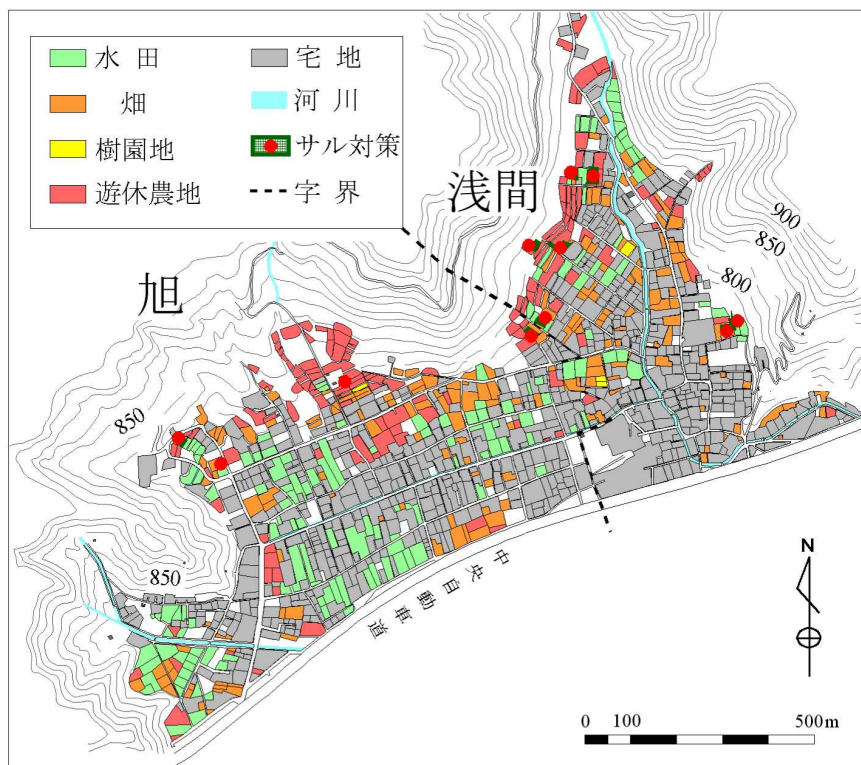 水 田
畑
樹園地
遊休農地
宅 地
河 川
サル対策
字 界
浅間
旭
900
850
800
850
850
中央自動車道
N
0 100 500m